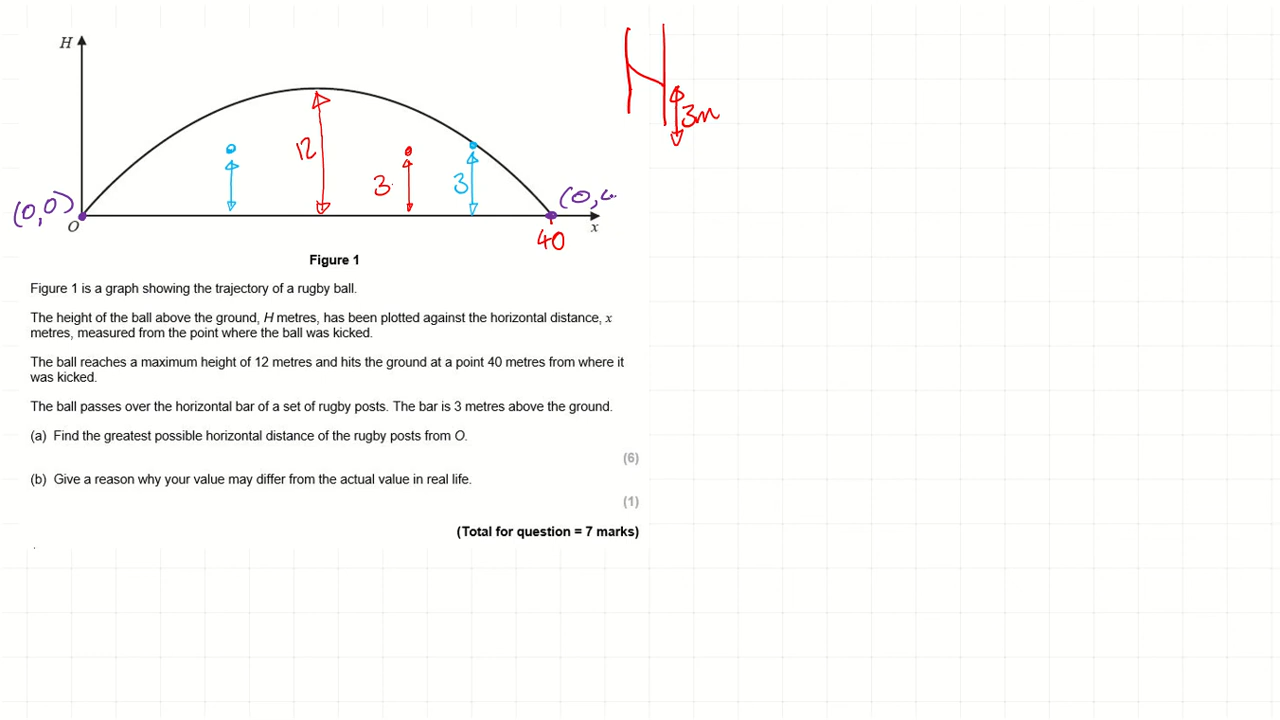 H
H
3m
12
3
3
(0,0)
(0,
O
x
40
Figure 1
Figure 1 is a graph showing the trajectory of a rugby ball.
The height of the ball above the ground, H metres, has been plotted against the horizontal distance, x
metres, measured from the point where the ball was kicked.
The ball reaches a maximum height of 12 metres and hits the ground at a point 40 metres from where it
was kicked.
The ball passes over the horizontal bar of a set of rugby posts. The bar is 3 metres above the ground.
(a) Find the greatest possible horizontal distance of the rugby posts from O.
(6)
(b) Give a reason why your value may differ from the actual value in real life.
(1)
(Total for question = 7 marks)